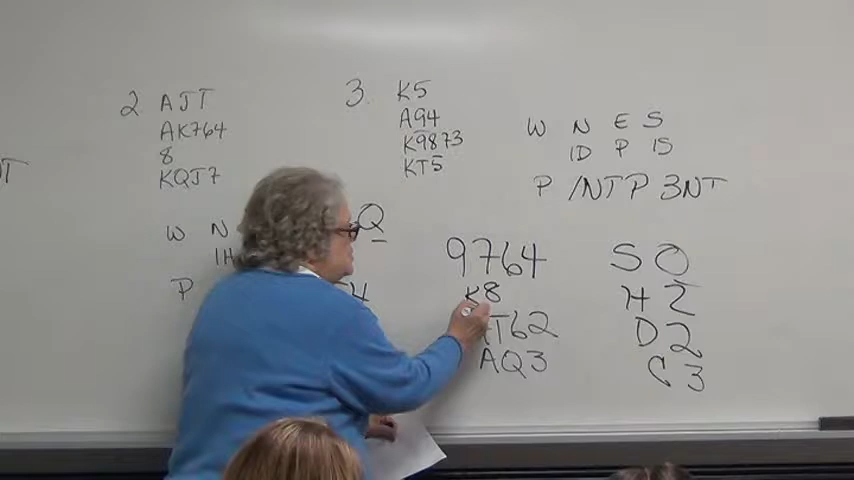 2 AJT
AK764
8
KQJ7
3. K5
A94
K9873
KT5
W N E S
1D P 1S
P 1NT P 3NT
W N
1H
P
Q
9764
K8
T62
AQ3
S O
H 2
D 2
C 3